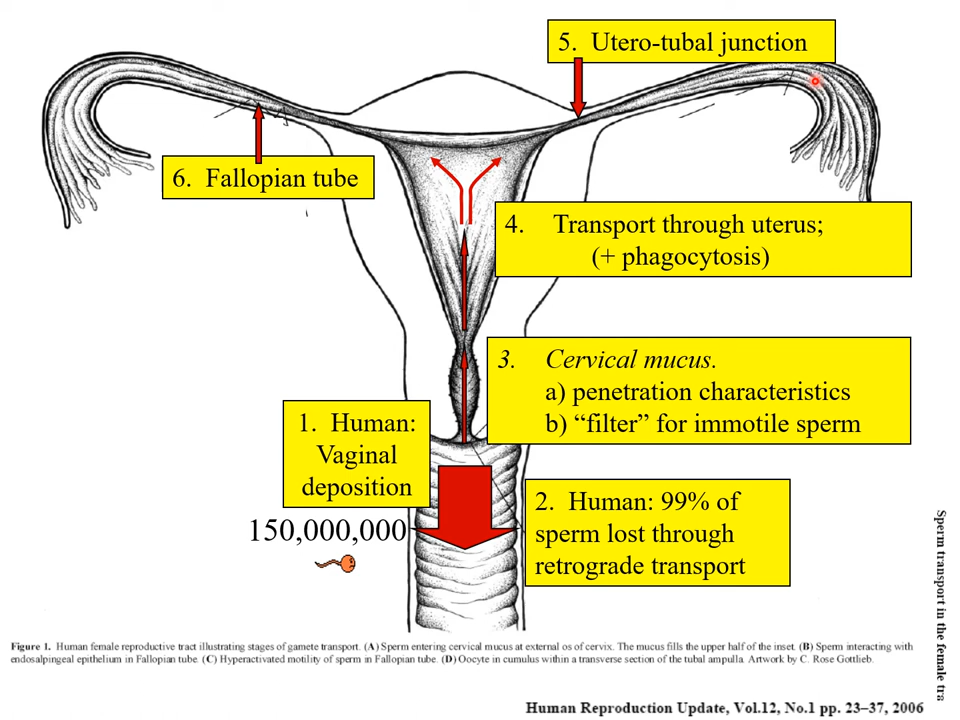 5. Utero-tubal junction
6. Fallopian tube
4. Transport through uterus;
(+ phagocytosis)
3. Cervical mucus.
a) penetration characteristics
b) “filter” for immotile sperm
1. Human:
Vaginal
deposition
150,000,000
2. Human: 99% of
sperm lost through
retrograde transport
Sperm transport in the female tra
Figure 1. Human female reproductive tract illustrating stages of gamete transport. (A) Sperm entering cervical mucus at external os of cervix. The mucus fills the upper half of the inset. (B) Sperm interacting with
endosalpingeal epithelium in Fallopian tube. (C) Hyperactivated motility of sperm in Fallopian tube. (D) Oocyte in cumulus within a transverse section of the tubal ampulla. Artwork by C. Rose Gottlieb.
Human Reproduction Update, Vol.12, No.1 pp. 23–37, 2006